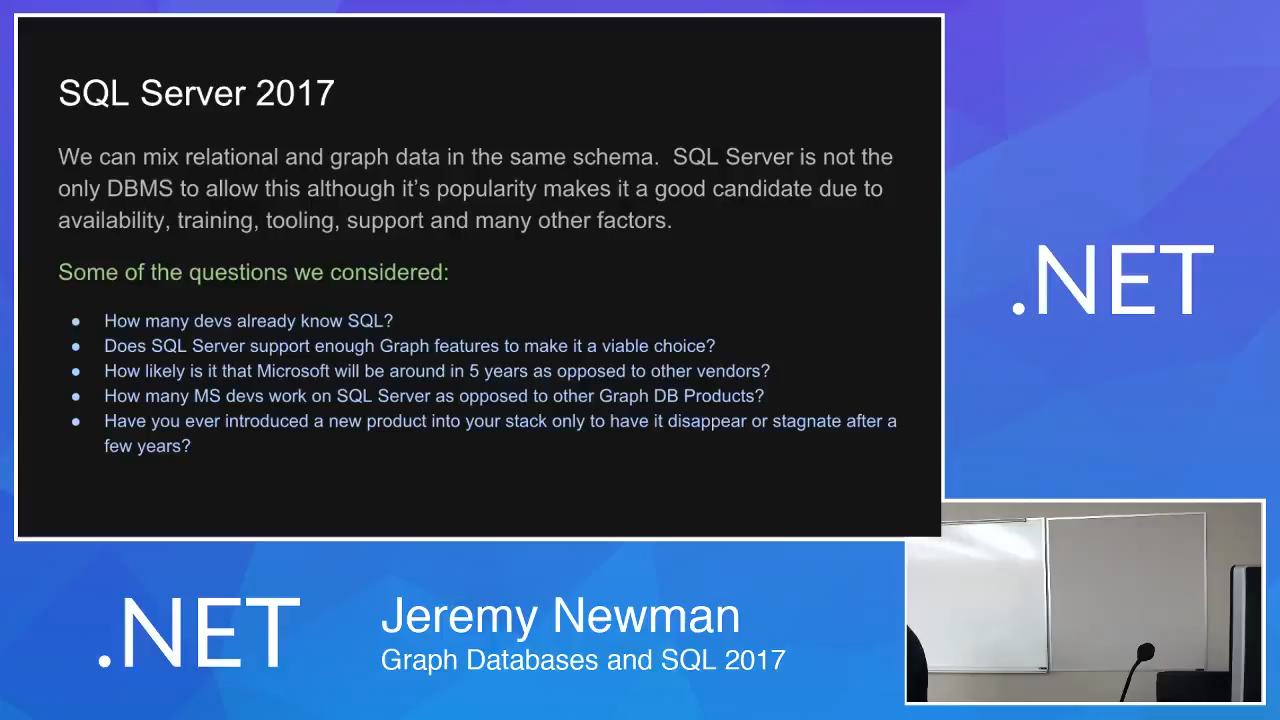 SQL Server 2017
We can mix relational and graph data in the same schema.  SQL Server is not the
only DBMS to allow this although it’s popularity makes it a good candidate due to
availability, training, tooling, support and many other factors.
Some of the questions we considered:
● How many devs already know SQL?
● Does SQL Server support enough Graph features to make it a viable choice?
● How likely is it that Microsoft will be around in 5 years as opposed to other vendors?
● How many MS devs work on SQL Server as opposed to other Graph DB Products?
● Have you ever introduced a new product into your stack only to have it disappear or stagnate after a
few years?
.NET
.NET
Jeremy Newman
Graph Databases and SQL 2017